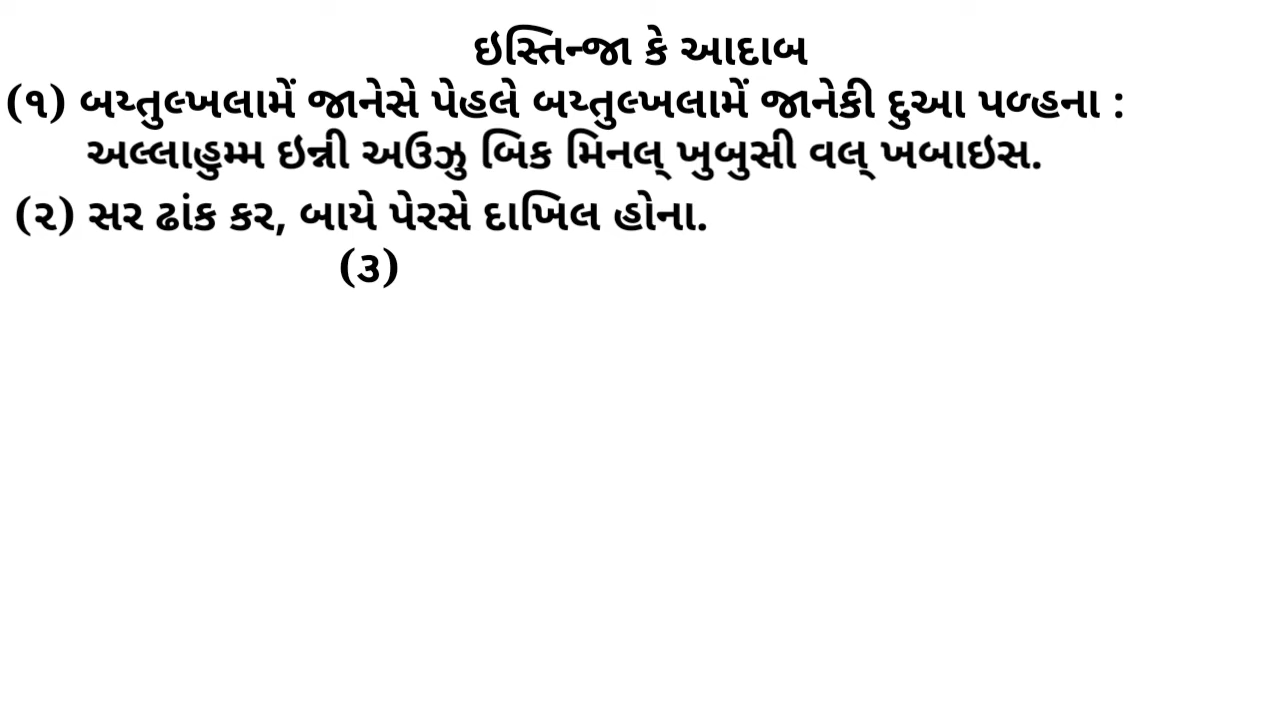 ઇસ્તિન્જા કે આદાબ
(૧) બય્તુલ્ખલામેં જાનેસે પેહલે બય્તુલ્ખલામેં જાનેકી દુઆ પળ્હના :
અલ્લાહુમ્મ ઇન્ની અઉઝુ બિક મિનલ્ ખુબુસી વલ્ ખબાઇસ.
(૨) સર ઢાંક કર, બાયે પેરસે દાખિલ હોના.
(૩)